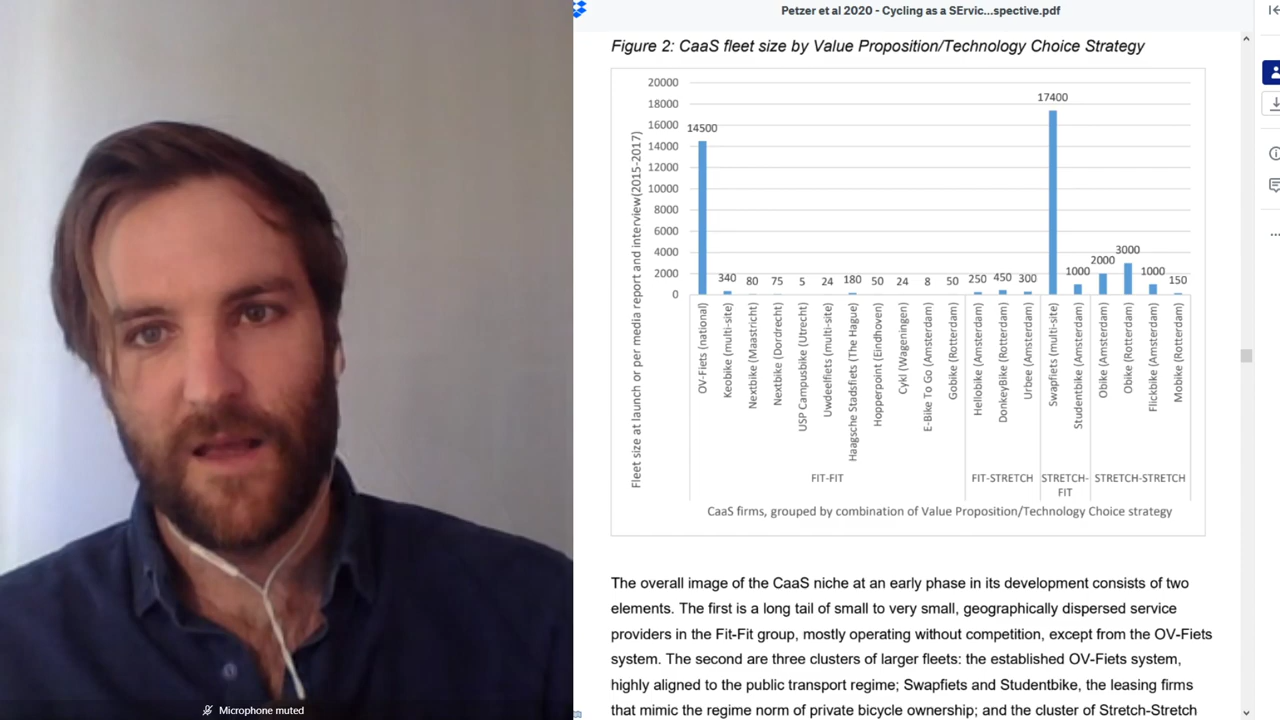 Petzer et al 2020 - Cycling as a SErvic...spective.pdf
Figure 2: CaaS fleet size by Value Proposition/Technology Choice Strategy
Fleet size at launch or per media report and interview(2015-2017)
20000
18000
16000
14000
12000
10000
8000
6000
4000
2000
0
14500
340
80
75
5
24
180
50
24
8
50
250
450
300
17400
1000
2000
3000
1000
150
OV-Fiets (national)
Keobike (multi-site)
Nextbike (Maastricht)
Nextbike (Dordrecht)
USP Campusbike (Utrecht)
Uwdeelfiets (multi-site)
Haagsche Stadsfiets (The Hague)
Hopperpoint (Eindhoven)
Cykl (Wageningen)
E-Bike To Go (Amsterdam)
Gobike (Rotterdam)
Hellobike (Amsterdam)
DonkeyBike (Rotterdam)
Urbee (Amsterdam)
Swapfiets (multi-site)
Studentbike (Amsterdam)
Obike (Amsterdam)
Obike (Rotterdam)
Flickbike (Amsterdam)
Mobike (Rotterdam)
FIT-FIT
FIT-STRETCH
STRETCH-
FIT
STRETCH-STRETCH
CaaS firms, grouped by combination of Value Proposition/Technology Choice strategy
The overall image of the CaaS niche at an early phase in its development consists of two
elements. The first is a long tail of small to very small, geographically dispersed service
providers in the Fit-Fit group, mostly operating without competition, except from the OV-Fiets
system. The second are three clusters of larger fleets: the established OV-Fiets system,
highly aligned to the public transport regime; Swapfiets and Studentbike, the leasing firms
that mimic the regime norm of private bicycle ownership; and the cluster of Stretch-Stretch
Microphone muted